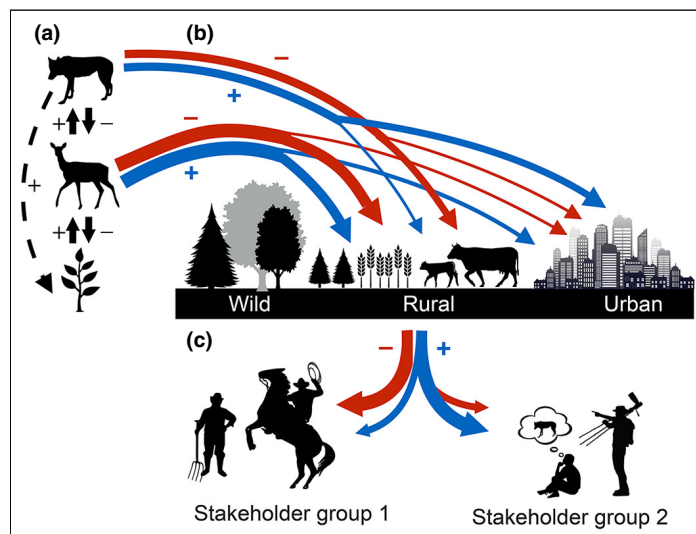 (a)
(b)
−
+
+ −
−
+
+
+ −
Wild Rural Urban
(c)
− +
Stakeholder group 1
Stakeholder group 2